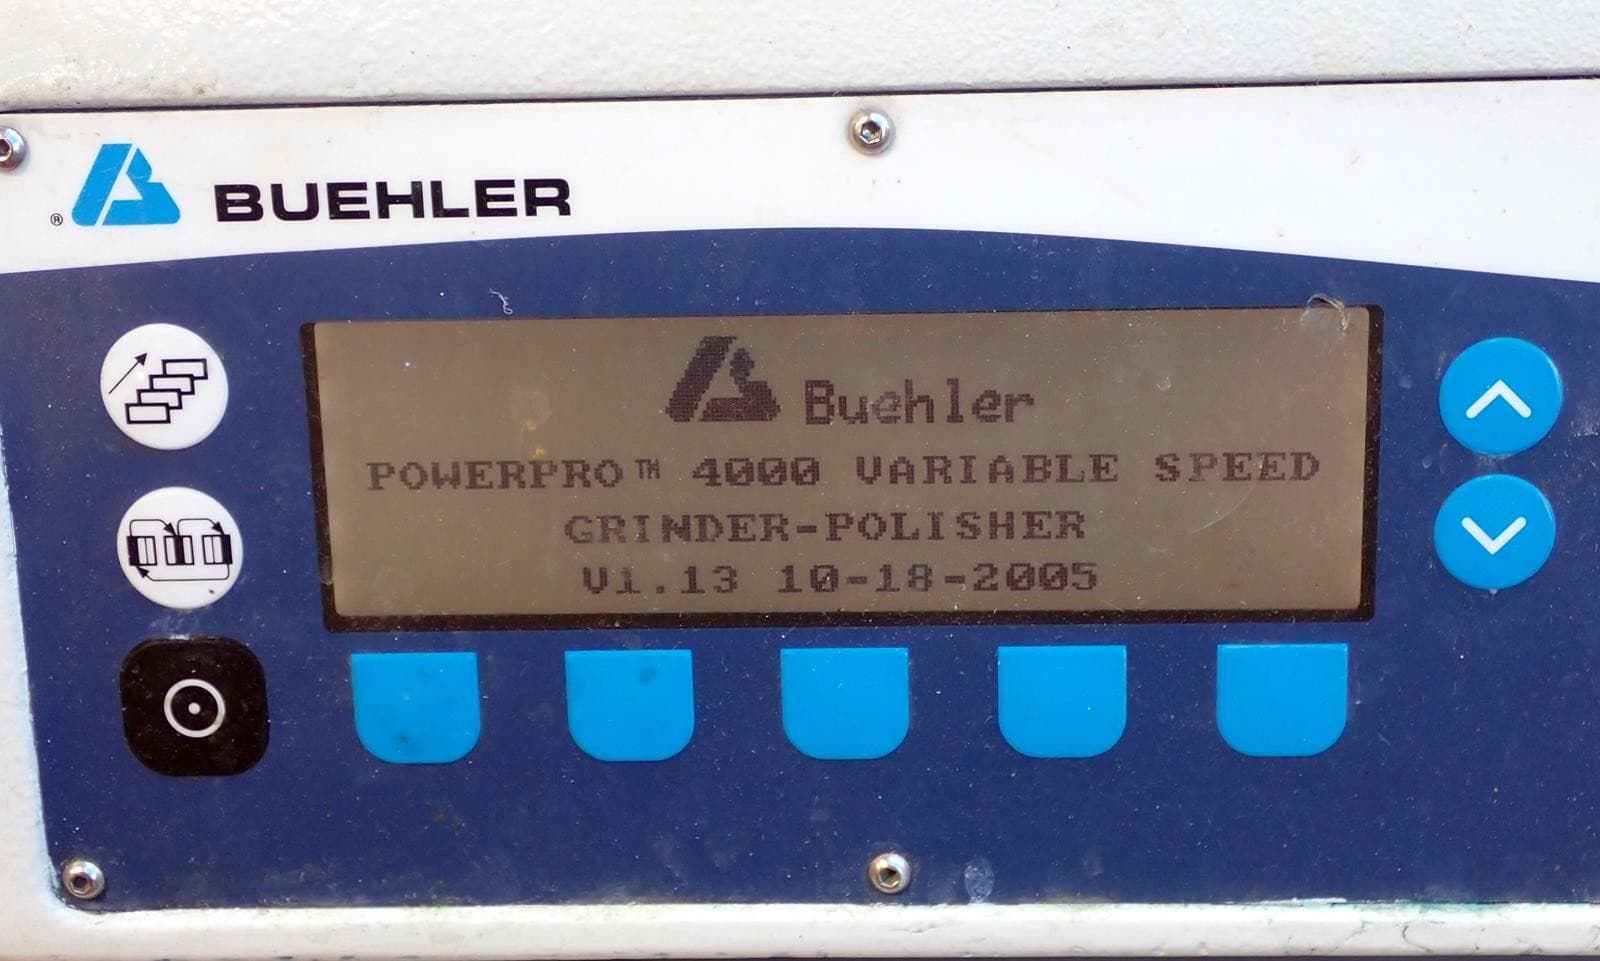 ® BUEHLER
Buehler
POWERPRO™ 4000 VARIABLE SPEED
GRINDER-POLISHER
V1.13 10-18-2005